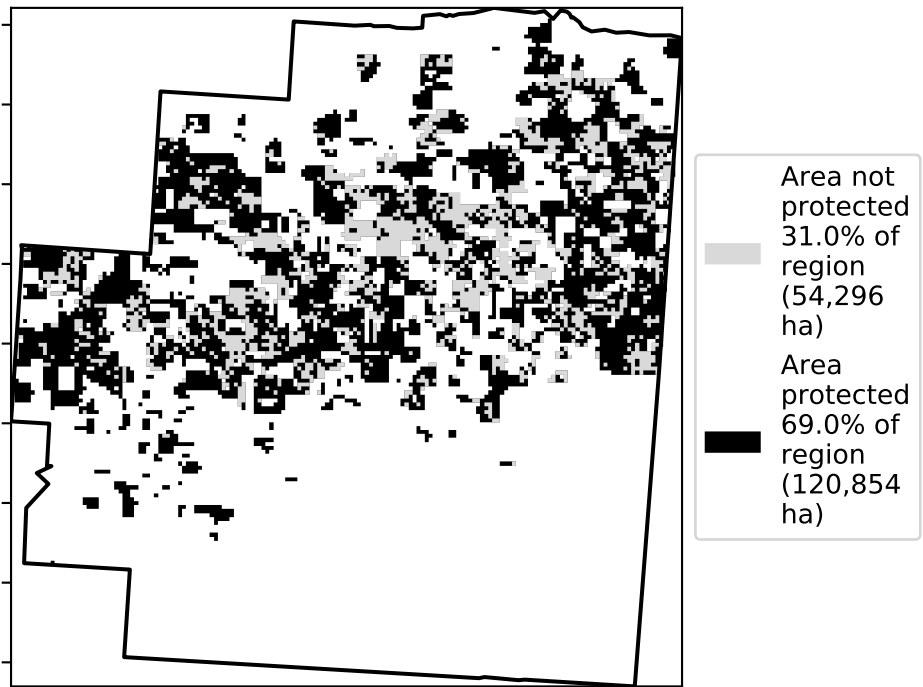 Area not
protected
31.0% of
region
(54,296
ha)
Area
protected
69.0% of
region
(120,854
ha)